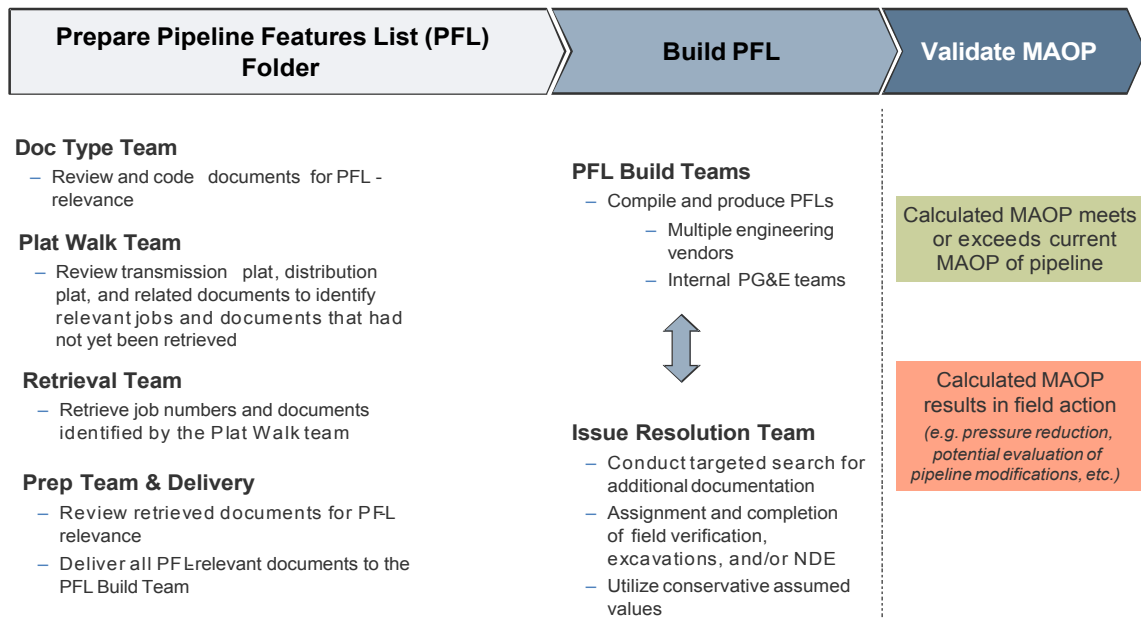 Prepare Pipeline Features List (PFL)
Folder
Build PFL
Validate MAOP
Doc Type Team
– Review and code documents for PFL -
relevance
Plat Walk Team
– Review transmission plat, distribution
plat, and related documents to identify
relevant jobs and documents that had
not yet been retrieved
Retrieval Team
– Retrieve job numbers and documents
identified by the Plat Walk team
Prep Team & Delivery
– Review retrieved documents for PFL-
relevance
– Deliver all PFL-relevant documents to the
PFL Build Team
PFL Build Teams
– Compile and produce PFLs
– Multiple engineering
vendors
– Internal PG&E teams
Issue Resolution Team
– Conduct targeted search for
additional documentation
– Assignment and completion
of field verification,
excavations, and/or NDE
– Utilize conservative assumed
values
Calculated MAOP meets
or exceeds current
MAOP of pipeline
Calculated MAOP
results in field action
(e.g. pressure reduction,
potential evaluation of
pipeline modifications, etc.)